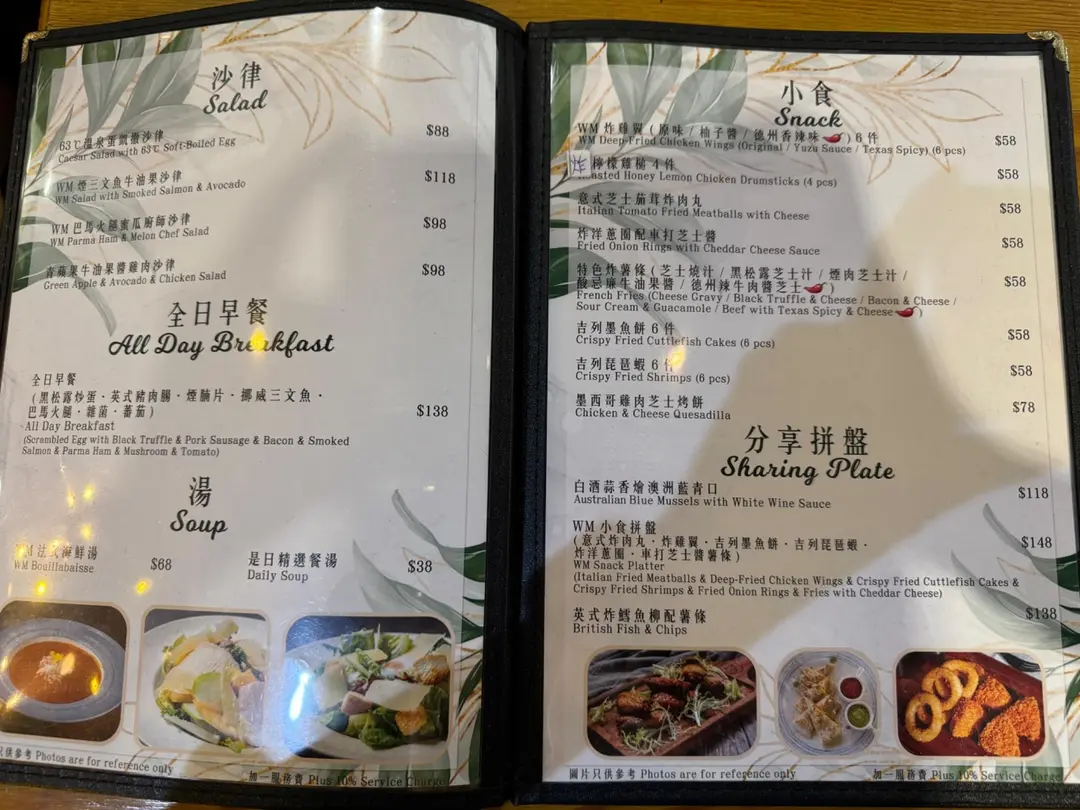 沙律
Salad
63℃溫泉蛋凱撒沙律
Caesar Salad with 63℃ Soft-Boiled Egg
$88
WM 煙三文魚牛油果沙律
WM Salad with Smoked Salmon & Avocado
$118
WM 巴馬火腿蜜瓜廚師沙律
WM Parma Ham & Melon Chef Salad
$98
青蘋果牛油果醬雞肉沙律
Green Apple & Avocado & Chicken Salad
$98
全日早餐
All Day Breakfast
全日早餐
(黑松露炒蛋·英式豬肉腸·煙腩片·挪威三文魚·
巴馬火腿·雜菌·蕃茄)
$138
All Day Breakfast
(Scrambled Egg with Black Truffle & Pork Sausage & Bacon & Smoked
Salmon & Parma Ham & Mushroom & Tomato)
湯
Soup
WM 法式海鮮湯
WM Bouillabaisse
$68
是日精選餐湯
Daily Soup
$38
只供參考 Photos are for reference only
加一服務費 Plus 10% Service Charge
小食
Snack
WM 炸雞翼 (原味 / 柚子醬 / 德州香辣味 ) 6 件
WM Deep-Fried Chicken Wings (Original / Yuzu Sauce / Texas Spicy) (6 pcs)
$58
炸檸檬雞槌 4 件
Roasted Honey Lemon Chicken Drumsticks (4 pcs)
$58
意式芝士茄茸炸肉丸
Italian Tomato Fried Meatballs with Cheese
$58
炸洋蔥圈配車打芝士醬
Fried Onion Rings with Cheddar Cheese Sauce
$58
特色炸薯條 (芝士燒汁 / 黑松露芝士汁 / 煙肉芝士汁 /
酸忌廉牛油果醬 / 德州辣牛肉醬芝士 )
$58
French Fries (Cheese Gravy / Black Truffle & Cheese / Bacon & Cheese /
Sour Cream & Guacamole / Beef with Texas Spicy & Cheese )
吉列墨魚餅 6 件
Crispy Fried Cuttlefish Cakes (6 pcs)
$58
吉列琵琶蝦 6 件
Crispy Fried Shrimps (6 pcs)
$58
墨西哥雞肉芝士烤餅
Chicken & Cheese Quesadilla
$78
分享拼盤
Sharing Plate
白酒蒜香燴澳洲藍青口
Australian Blue Mussels with White Wine Sauce
$118
WM 小食拼盤
(意式炸肉丸·炸雞翼·吉列墨魚餅·吉列琵琶蝦·
炸洋蔥圈·車打芝士醬薯條)
$148
WM Snack Platter
(Italian Fried Meatballs & Deep-Fried Chicken Wings & Crispy Fried Cuttlefish Cakes &
Crispy Fried Shrimps & Fried Onion Rings & Fries with Cheddar Cheese)
英式炸鱈魚柳配薯條
British Fish & Chips
$138
圖片只供參考 Photos are for reference only
加一服務費 Plus 10% Service Charge